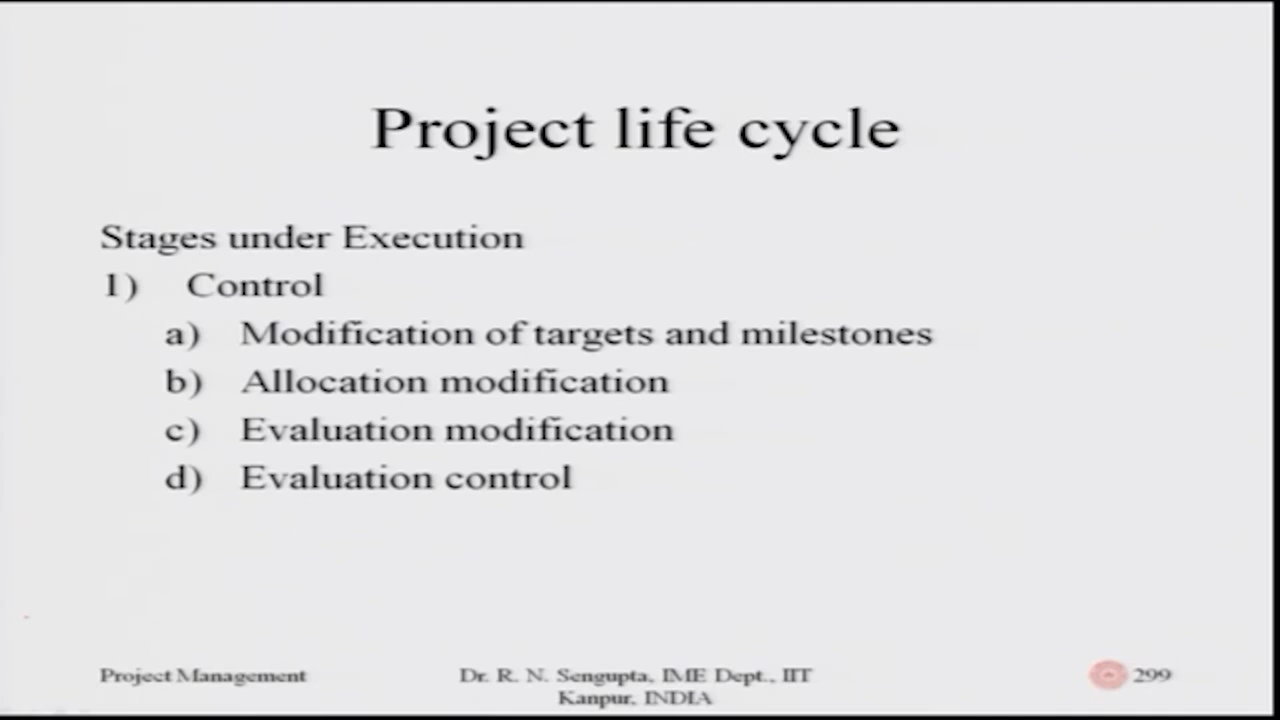 Project life cycle
Stages under Execution
1) Control
a) Modification of targets and milestones
b) Allocation modification
c) Evaluation modification
d) Evaluation control
Project Management
Dr. R. N. Sengupta, IME Dept., IIT
Kanpur, INDIA
299